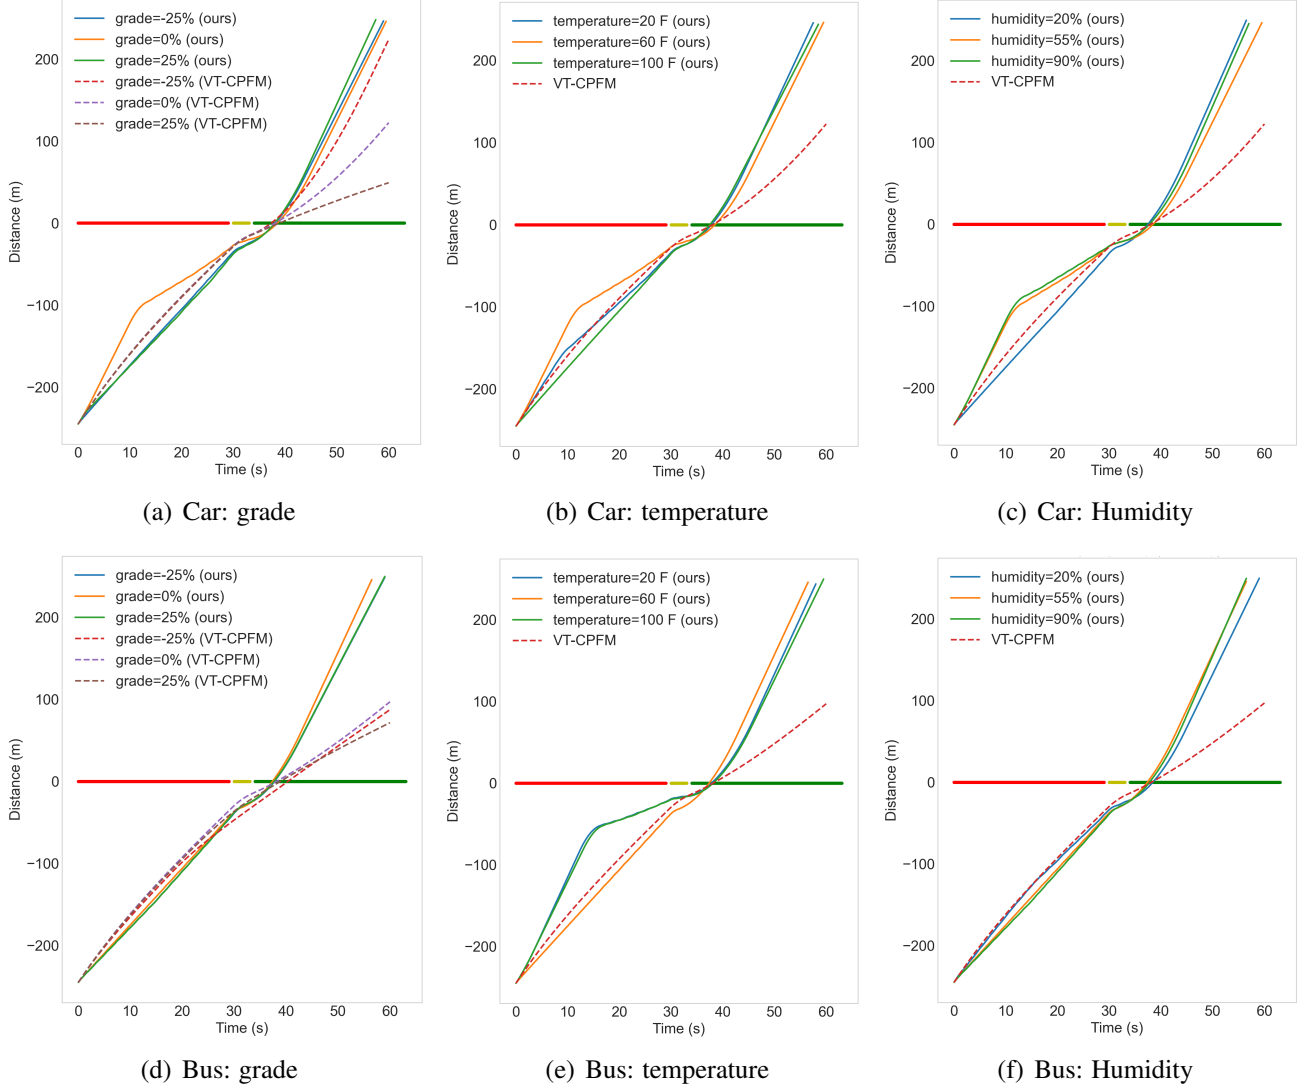 grade=-25% (ours)
grade=0% (ours)
grade=25% (ours)
grade=-25% (VT-CPFM)
grade=0% (VT-CPFM)
grade=25% (VT-CPFM)
200
100
0
−100
−200
Distance (m)
0 10 20 30 40 50 60
Time (s)
(a) Car: grade
temperature=20 F (ours)
temperature=60 F (ours)
temperature=100 F (ours)
VT-CPFM
200
100
0
−100
−200
Distance (m)
0 10 20 30 40 50 60
Time (s)
(b) Car: temperature
humidity=20% (ours)
humidity=55% (ours)
humidity=90% (ours)
VT-CPFM
200
100
0
−100
−200
Distance (m)
0 10 20 30 40 50 60
Time (s)
(c) Car: Humidity
grade=-25% (ours)
grade=0% (ours)
grade=25% (ours)
grade=-25% (VT-CPFM)
grade=0% (VT-CPFM)
grade=25% (VT-CPFM)
200
100
0
−100
−200
Distance (m)
0 10 20 30 40 50 60
Time (s)
(d) Bus: grade
temperature=20 F (ours)
temperature=60 F (ours)
temperature=100 F (ours)
VT-CPFM
200
100
0
−100
−200
Distance (m)
0 10 20 30 40 50 60
Time (s)
(e) Bus: temperature
humidity=20% (ours)
humidity=55% (ours)
humidity=90% (ours)
VT-CPFM
200
100
0
−100
−200
Distance (m)
0 10 20 30 40 50 60
Time (s)
(f) Bus: Humidity